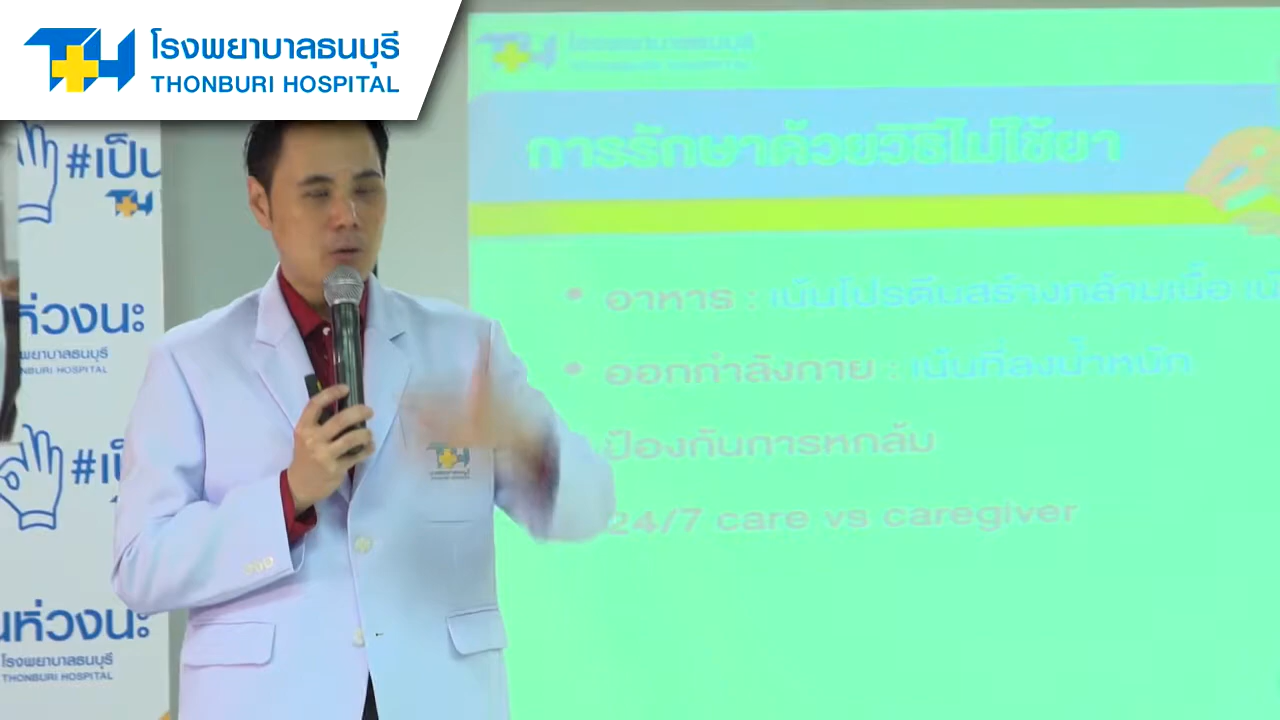 โรงพยาบาลธนบุรี
THONBURI HOSPITAL
#เป็น
TH
ห่วงนะ
พยาบาลธนบุรี
NBURI HOSPITAL
#เป็
นห่วงนะ
โรงพยาบาลธนบุรี
THONBURI HOSPITAL
การรักษาด้วยวิธีไม่ใช้ยา
• อาหาร : เน้นโปรตีนสร้างกล้ามเนื้อ
• ออกกำลังกาย : เน้นที่ลงน้ำหนัก
ป้องกันการหกล้ม
24/7 care vs caregiver